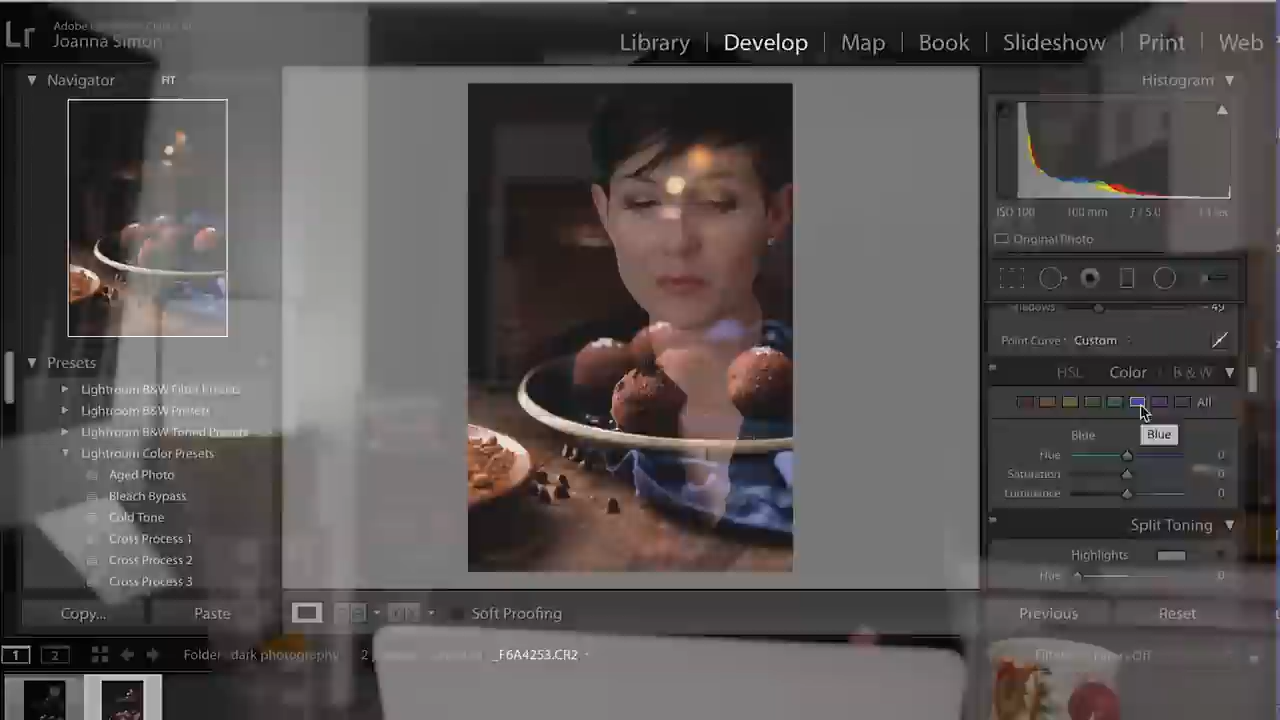 Lr
Joanna Simon
Library | Develop | Map | Book | Slideshow | Print | Web
Navigator FIT
Histogram
ISO 100 100 mm ƒ / 5.0
Original Photo
Point Curve: Custom
HSL / Color / B & W
All
Blue
Blue
Hue 0
Saturation 0
Luminance 0
Split Toning
Highlights
Hue 0
Presets
Lightroom B&W Filter Presets
Lightroom B&W Presets
Lightroom B&W Toned Presets
Lightroom Color Presets
Aged Photo
Bleach Bypass
Cold Tone
Cross Process 1
Cross Process 2
Cross Process 3
Copy... Paste
Soft Proofing
Previous Reset
1 2 Folder: dark photography 2 _F6A4253.CR2